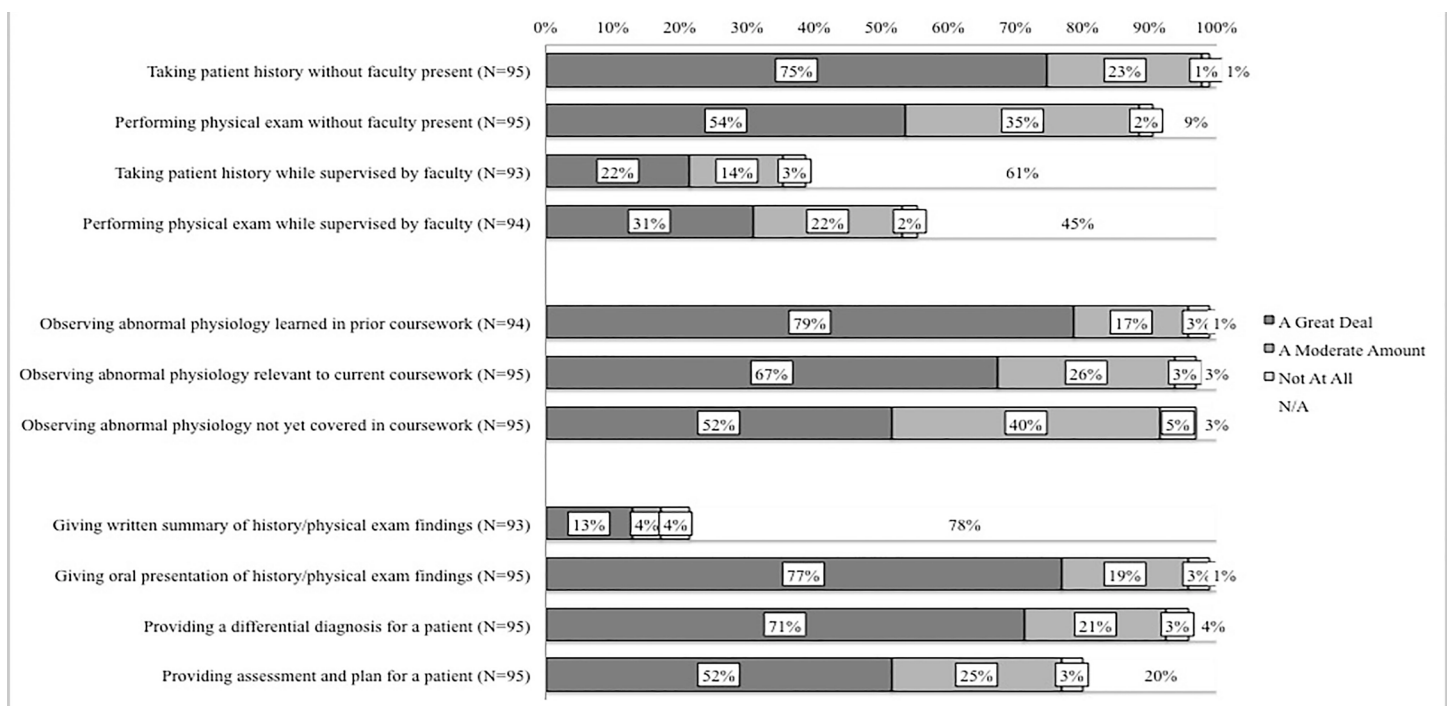 0% 10% 20% 30% 40% 50% 60% 70% 80% 90% 100%
Taking patient history without faculty present (N=95) 75% 23% 1% 1%
Performing physical exam without faculty present (N=95) 54% 35% 2% 9%
Taking patient history while supervised by faculty (N=93) 22% 14% 3% 61%
Performing physical exam while supervised by faculty (N=94) 31% 22% 2% 45%
Observing abnormal physiology learned in prior coursework (N=94) 79% 17% 3% 1%
Observing abnormal physiology relevant to current coursework (N=95) 67% 26% 3% 3%
Observing abnormal physiology not yet covered in coursework (N=95) 52% 40% 5% 3%
Giving written summary of history/physical exam findings (N=93) 13% 4% 4% 78%
Giving oral presentation of history/physical exam findings (N=95) 77% 19% 3% 1%
Providing a differential diagnosis for a patient (N=95) 71% 21% 3% 4%
Providing assessment and plan for a patient (N=95) 52% 25% 3% 20%
A Great Deal
A Moderate Amount
Not At All
N/A